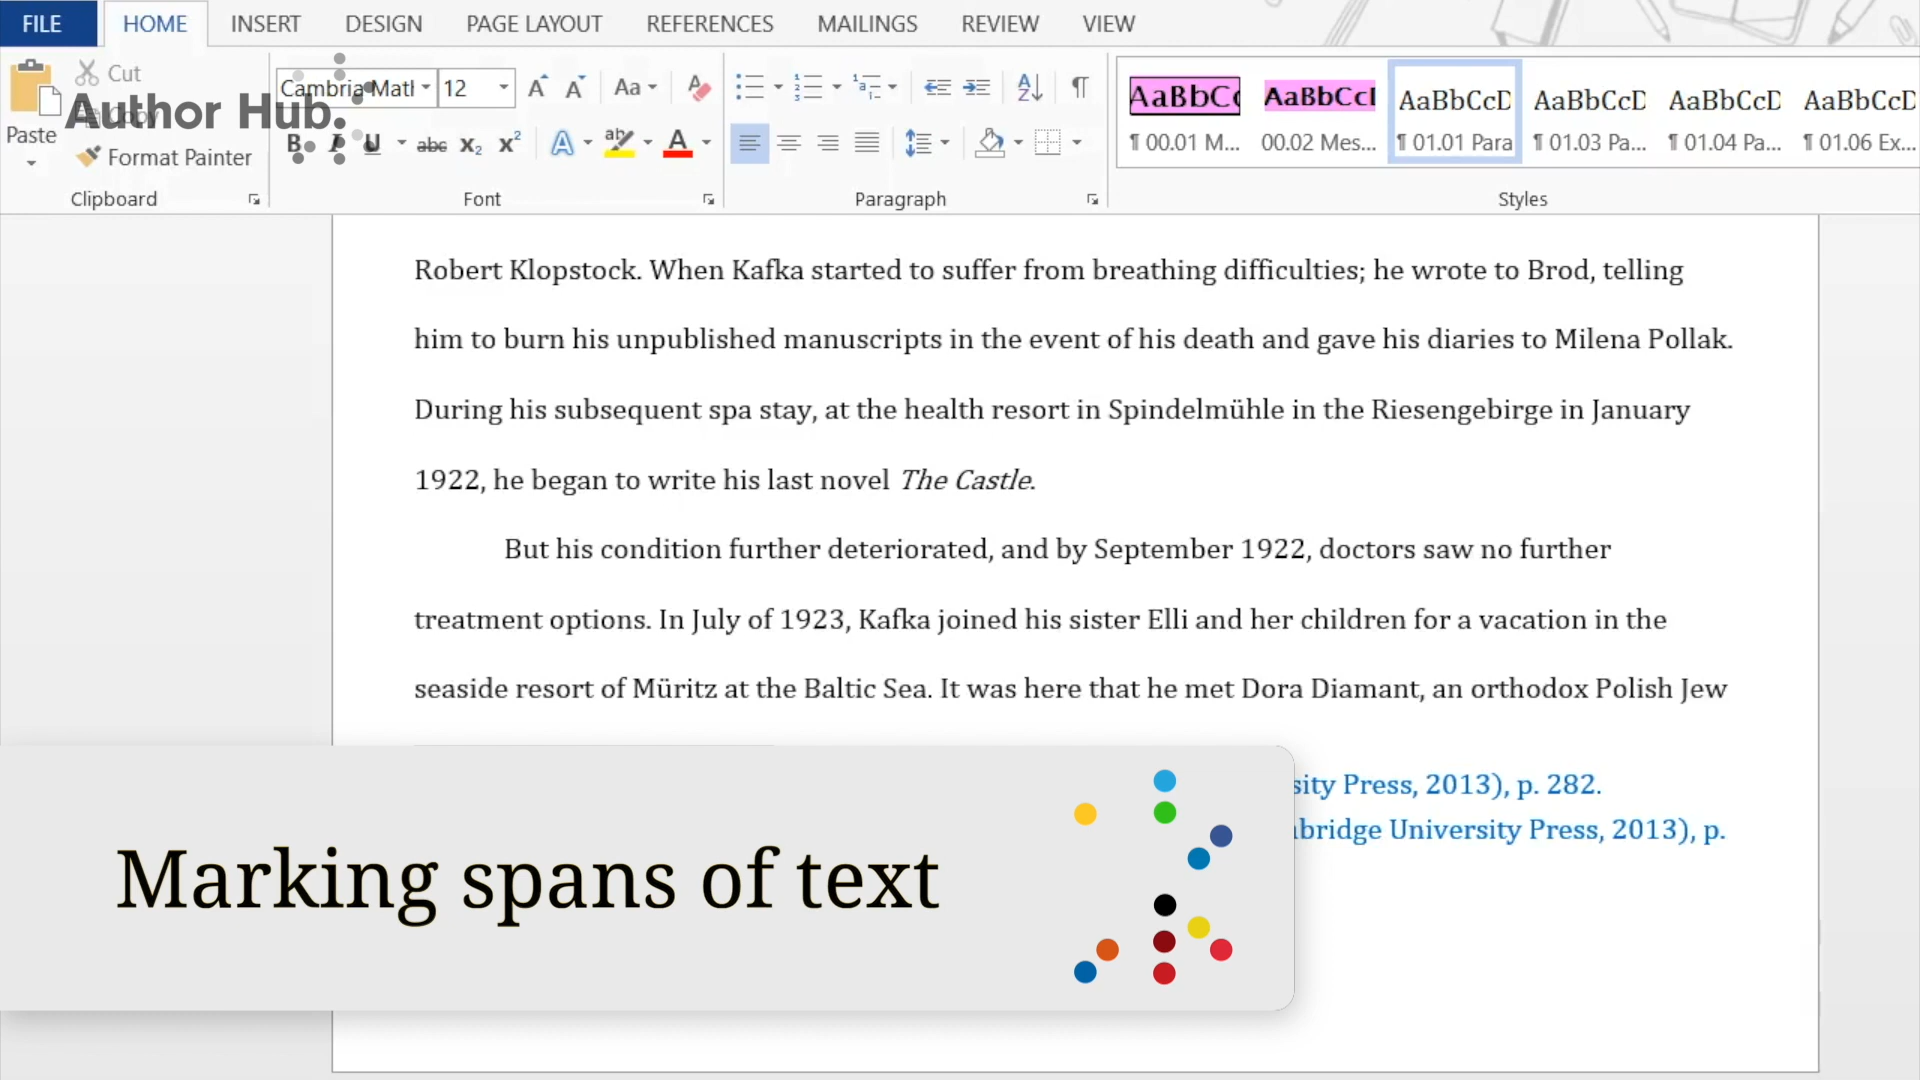 FILE HOME INSERT DESIGN PAGE LAYOUT REFERENCES MAILINGS REVIEW VIEW
Cut
Author Hub.
Paste
Format Painter
Clipboard
Cambria Matl 12
Aa
B I U abc X₂ X² A aby A
Font
A Z ¶
Paragraph
AaBbCc AaBbCcI AaBbCcD AaBbCcD AaBbCcD AaBbCcD
¶ 00.01 M... 00.02 Mes... ¶ 01.01 Para ¶ 01.03 Pa... ¶ 01.04 Pa... ¶ 01.06 Ex...
Styles
Robert Klopstock. When Kafka started to suffer from breathing difficulties; he wrote to Brod, telling
him to burn his unpublished manuscripts in the event of his death and gave his diaries to Milena Pollak.
During his subsequent spa stay, at the health resort in Spindelmühle in the Riesengebirge in January
1922, he began to write his last novel The Castle.
But his condition further deteriorated, and by September 1922, doctors saw no further
treatment options. In July of 1923, Kafka joined his sister Elli and her children for a vacation in the
seaside resort of Müritz at the Baltic Sea. It was here that he met Dora Diamant, an orthodox Polish Jew
sity Press, 2013), p. 282.
bridge University Press, 2013), p.
Marking spans of text